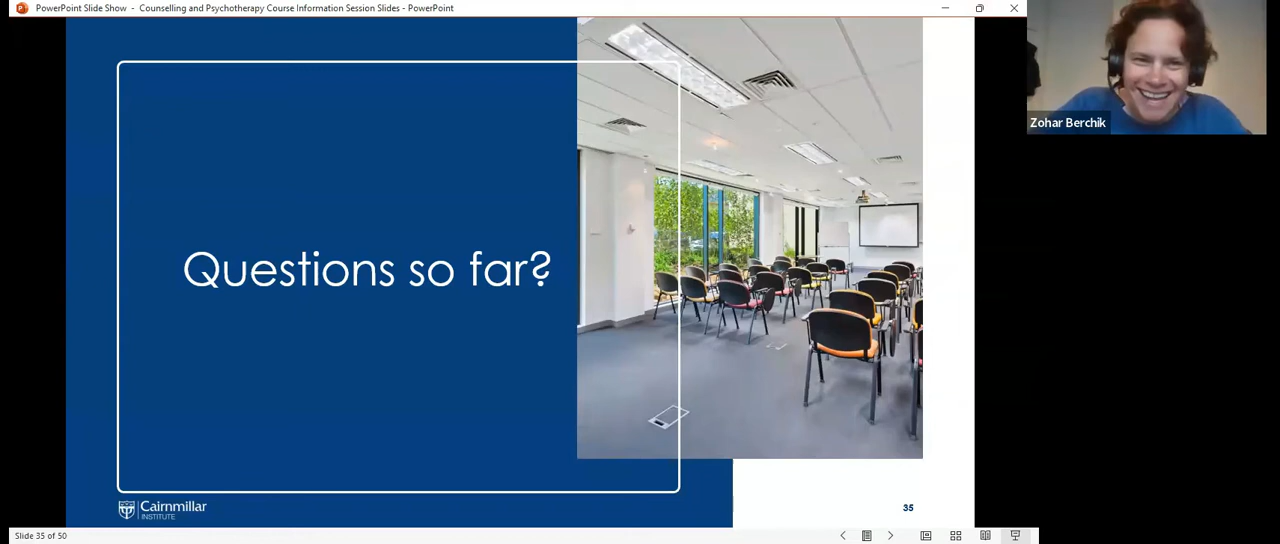 PowerPoint Slide Show - Counselling and Psychotherapy Course Information Session Slides - PowerPoint
Zohar Berchik
Questions so far?
Cairnmillar
INSTITUTE
35
Slide 35 of 50